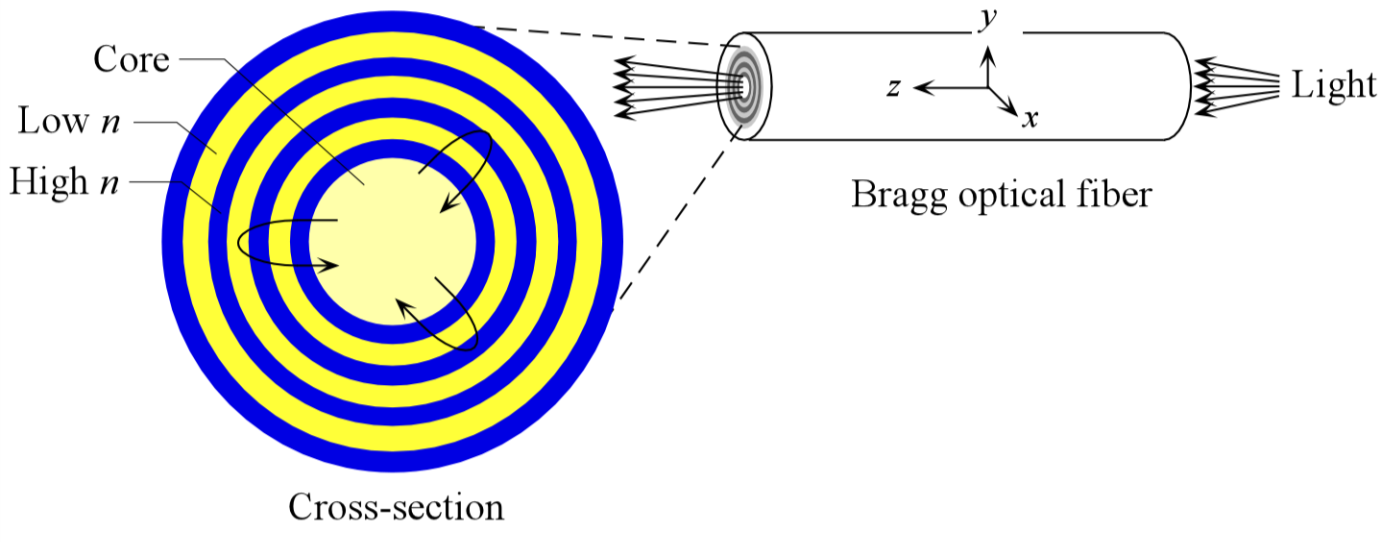 Core
Low n
High n
Cross-section
y
z
x
Light
Bragg optical fiber